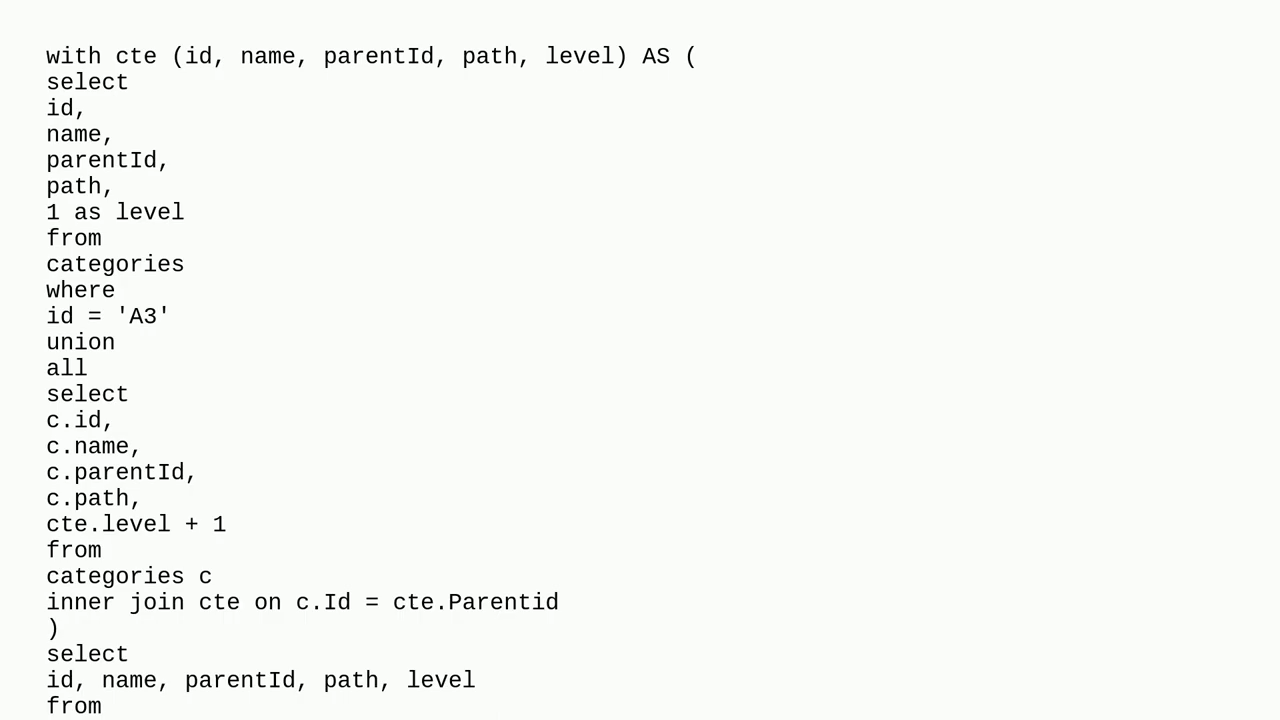 with cte (id, name, parentId, path, level) AS (
select
id,
name,
parentId,
path,
1 as level
from
categories
where
id = 'A3'
union
all
select
c.id,
c.name,
c.parentId,
c.path,
cte.level + 1
from
categories c
inner join cte on c.Id = cte.Parentid
)
select
id, name, parentId, path, level
from